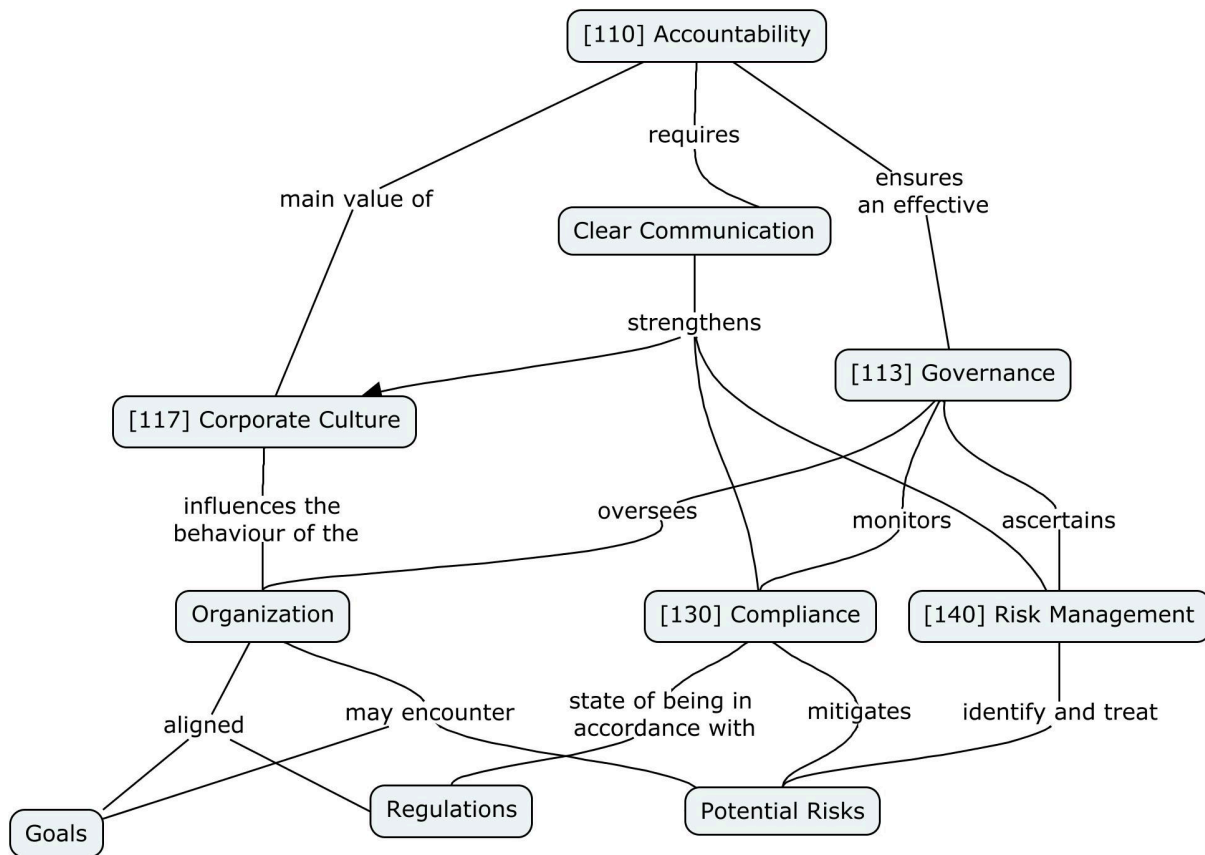 [110] Accountability
requires
main value of
ensures
an effective
Clear Communication
strengthens
[113] Governance
[117] Corporate Culture
influences the
behaviour of the
oversees
monitors
ascertains
Organization
[130] Compliance
[140] Risk Management
aligned
may encounter
state of being in
accordance with
mitigates
identify and treat
Goals
Regulations
Potential Risks